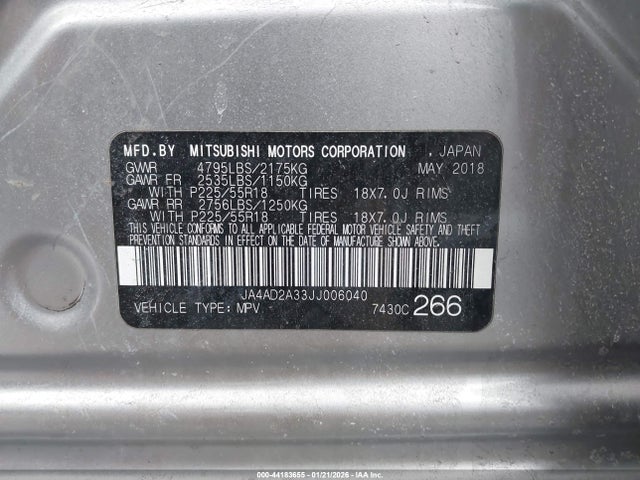 MFD.BY MITSUBISHI MOTORS CORPORATION , JAPAN
GVWR 4795LBS/2175KG MAY 2018
GAWR FR 2535LBS/1150KG
WITH P225/55R18 TIRES 18X7.0J RIMS
GAWR RR 2756LBS/1250KG
WITH P225/55R18 TIRES 18X7.0J RIMS
THIS VEHICLE CONFORMS TO ALL APPLICABLE FEDERAL MOTOR VEHICLE SAFETY AND THEFT
PREVENTION STANDARDS IN EFFECT ON THE DATE OF MANUFACTURE SHOWN ABOVE.
JA4AD2A33JJ006040
VEHICLE TYPE: MPV 7430C 266
000-44183655 - 01/21/2026 - IAAI.COM